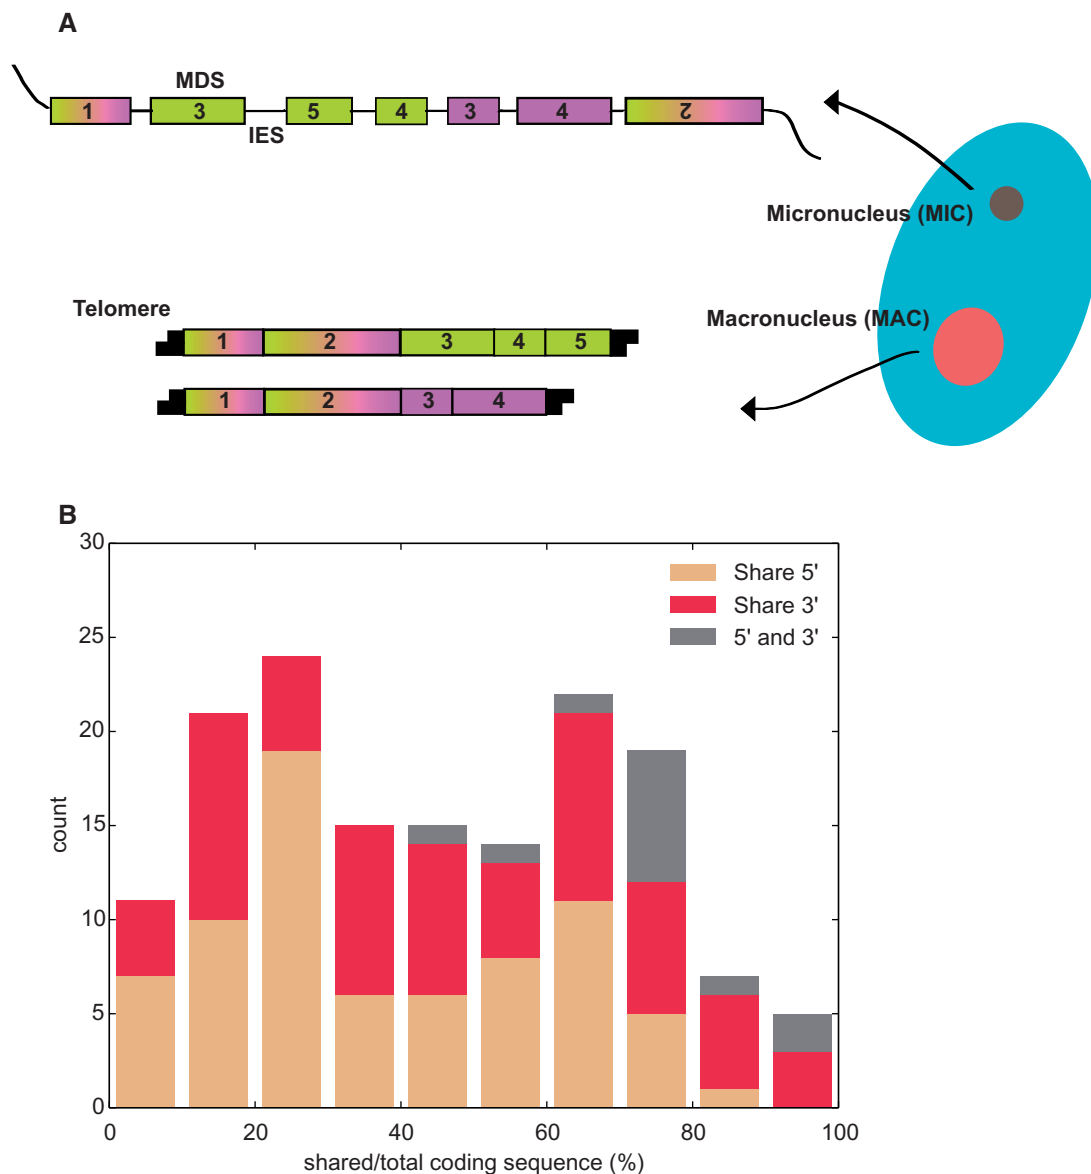 A
MDS
1 3 5 4 3 4 2
IES
Micronucleus (MIC)
Telomere
Macronucleus (MAC)
1 2 3 4 5
1 2 3 4
B
30
25
20
15
10
5
0
count
Share 5'
Share 3'
5' and 3'
0 20 40 60 80 100
shared/total coding sequence (%)